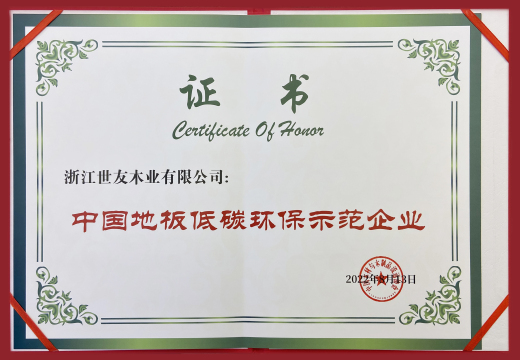 证 书
Certificate Of Honor
浙江世友木业有限公司:
中国地板低碳环保示范企业